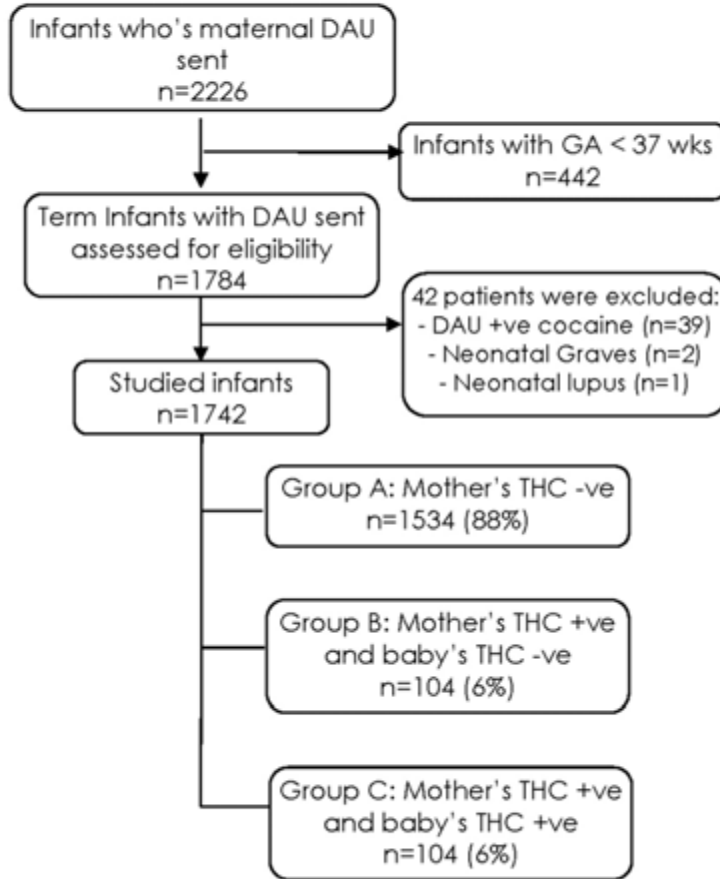 Infants who's maternal DAU
sent
n=2226
Infants with GA < 37 wks
n=442
Term Infants with DAU sent
assessed for eligibility
n=1784
42 patients were excluded:
- DAU +ve cocaine (n=39)
- Neonatal Graves (n=2)
- Neonatal lupus (n=1)
Studied infants
n=1742
Group A: Mother's THC -ve
n=1534 (88%)
Group B: Mother's THC +ve
and baby's THC -ve
n=104 (6%)
Group C: Mother's THC +ve
and baby's THC +ve
n=104 (6%)